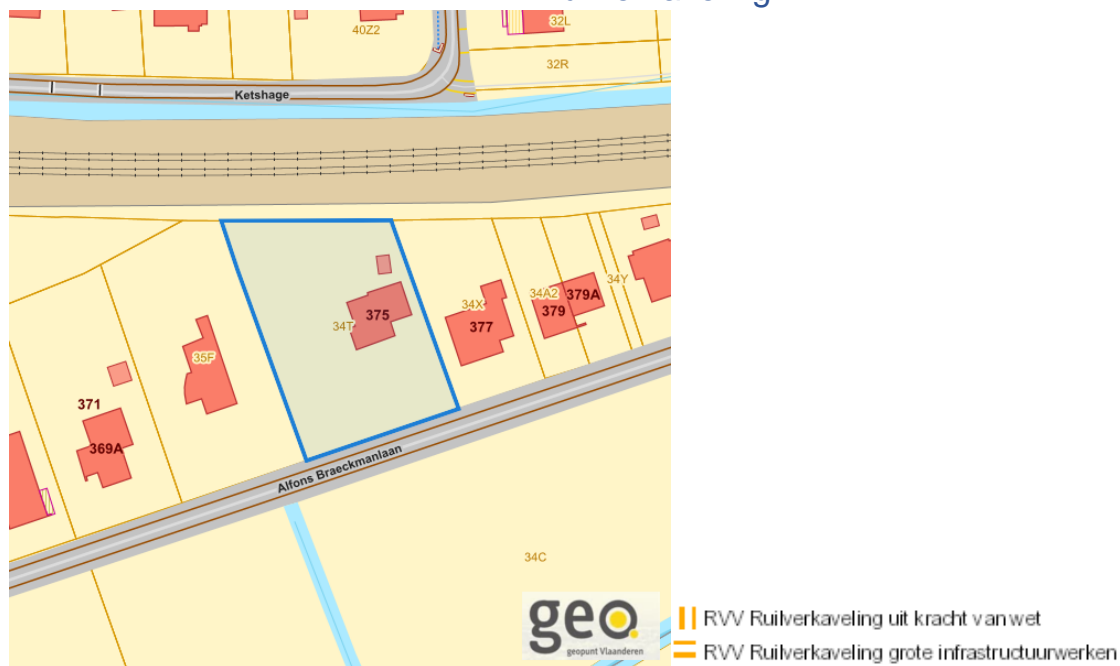 40Z2
32L
32R
Ketshage
34Y
34A2
379A
34X
379
375
34T
377
35F
371
369A
Alfons Braeckmanlaan
34C
geo
geopunt Vlaanderen
RVV Ruilverkaveling uit kracht van wet
RVV Ruilverkaveling grote infrastructuurwerken